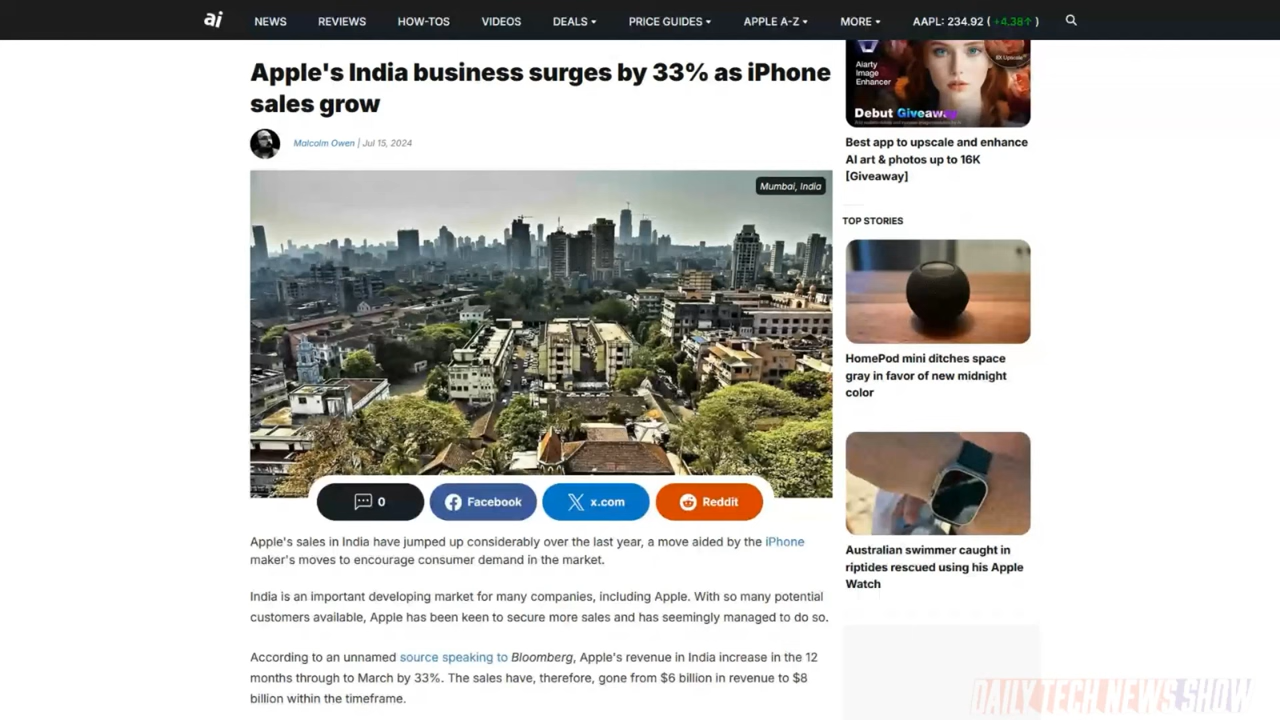 ai NEWS REVIEWS HOW-TOS VIDEOS DEALS PRICE GUIDES APPLE A-Z MORE AAPL: 234.92 ( +4.38↑ )
Apple's India business surges by 33% as iPhone
sales grow
Malcolm Owen | Jul 15, 2024
Mumbai, India
0 Facebook x.com Reddit
Apple's sales in India have jumped up considerably over the last year, a move aided by the iPhone
maker's moves to encourage consumer demand in the market.
India is an important developing market for many companies, including Apple. With so many potential
customers available, Apple has been keen to secure more sales and has seemingly managed to do so.
According to an unnamed source speaking to Bloomberg, Apple's revenue in India increase in the 12
months through to March by 33%. The sales have, therefore, gone from $6 billion in revenue to $8
billion within the timeframe.
Aiarty
Image
Enhancer
Debut Giveaway
Best app to upscale and enhance
AI art & photos up to 16K
[Giveaway]
TOP STORIES
HomePod mini ditches space
gray in favor of new midnight
color
Australian swimmer caught in
riptides rescued using his Apple
Watch
DAILY TECH NEWS SHOW